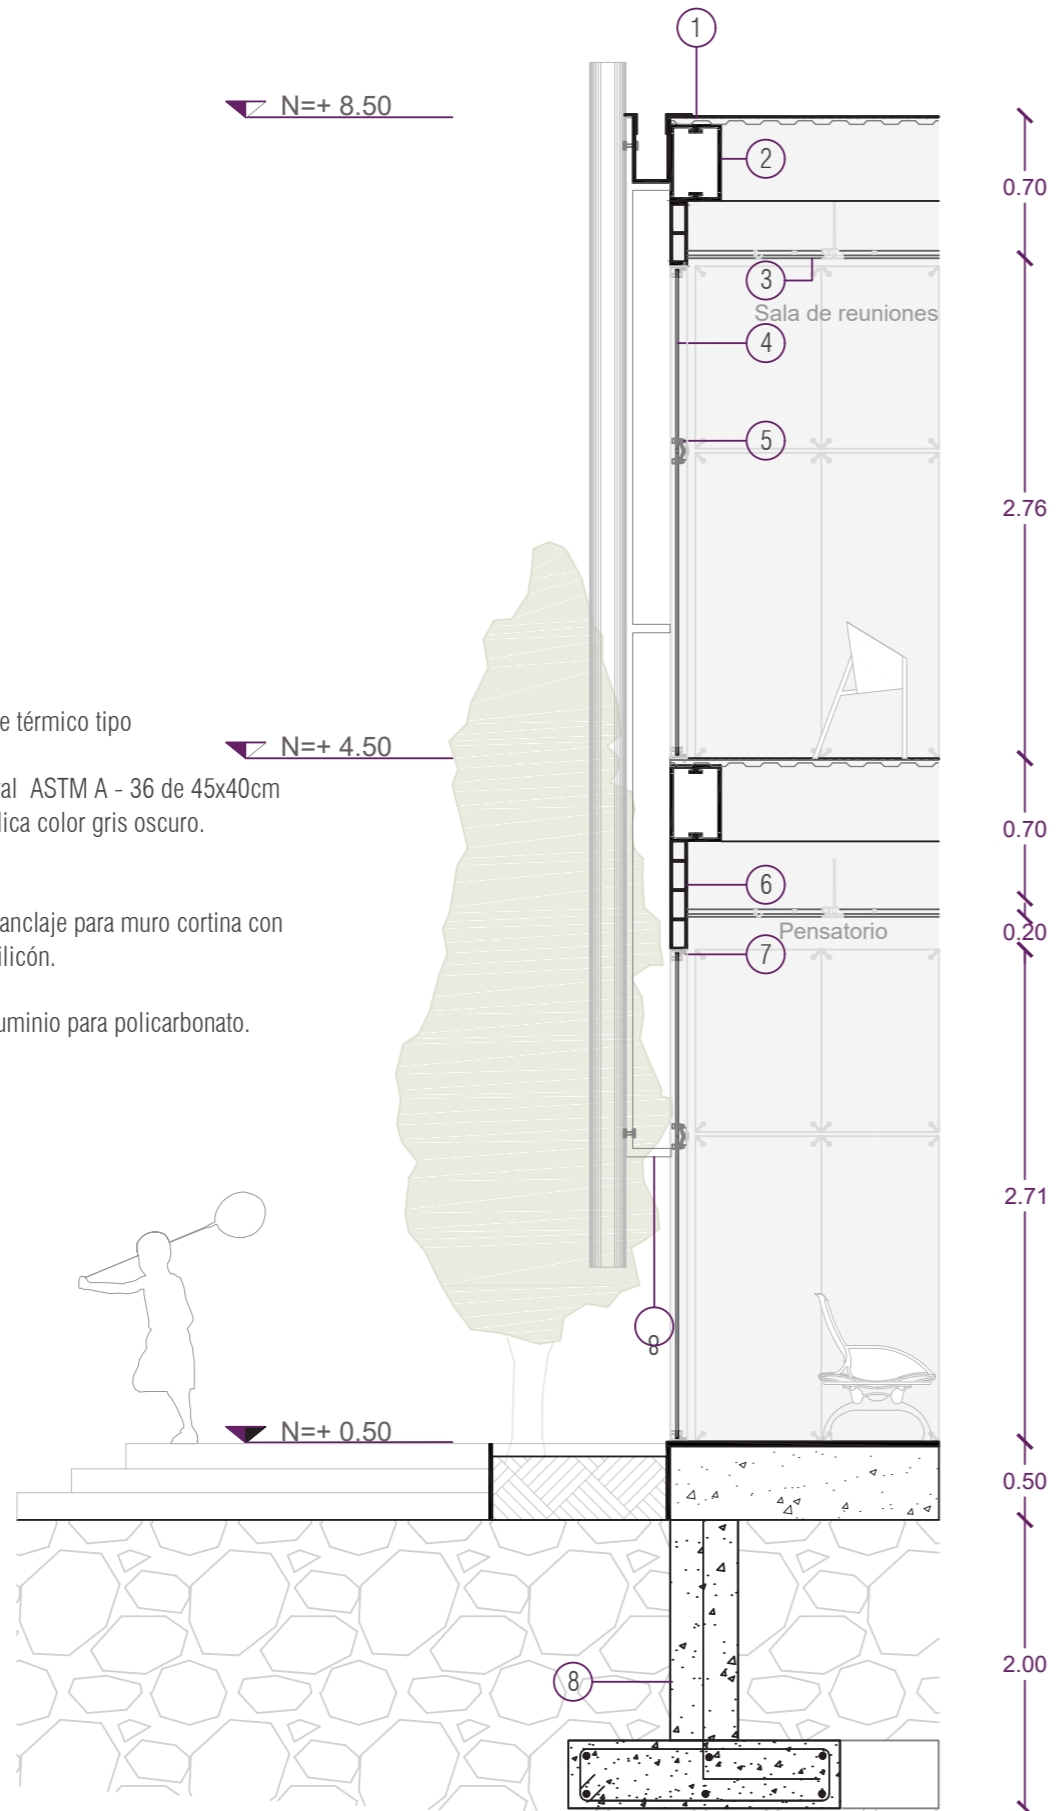 1
N=+ 8.50
2
0.70
3
Sala de reuniones
4
5
2.76
e térmico tipo
N=+ 4.50
al ASTM A - 36 de 45x40cm
lica color gris oscuro.
0.70
6
anclaje para muro cortina con
0.20
Pensatorio
7
ilicón.
uminio para policarbonato.
2.71
8
N=+ 0.50
0.50
2.00
8